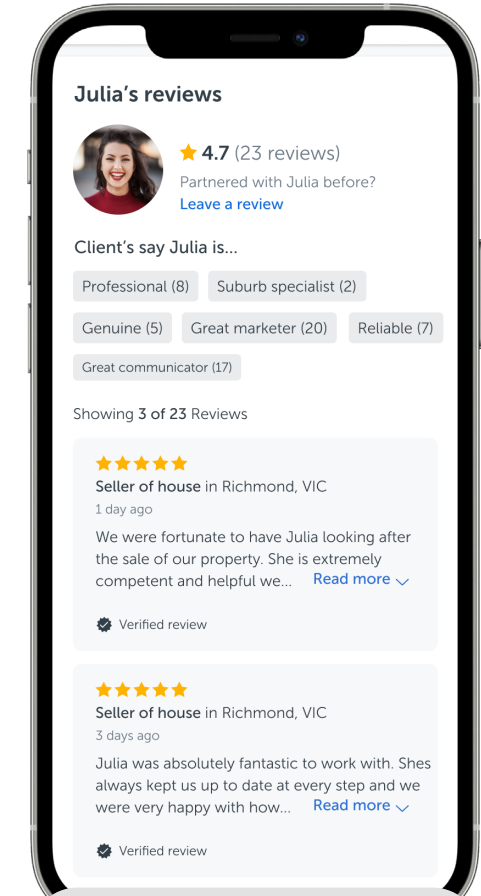 Julia's reviews
4.7 (23 reviews)
Partnered with Julia before?
Leave a review
Client's say Julia is...
Professional (8) Suburb specialist (2)
Genuine (5) Great marketer (20) Reliable (7)
Great communicator (17)
Showing 3 of 23 Reviews
Seller of house in Richmond, VIC
1 day ago
We were fortunate to have Julia looking after
the sale of our property. She is extremely
competent and helpful we... Read more
Verified review
Seller of house in Richmond, VIC
3 days ago
Julia was absolutely fantastic to work with. Shes
always kept us up to date at every step and we
were very happy with how... Read more
Verified review